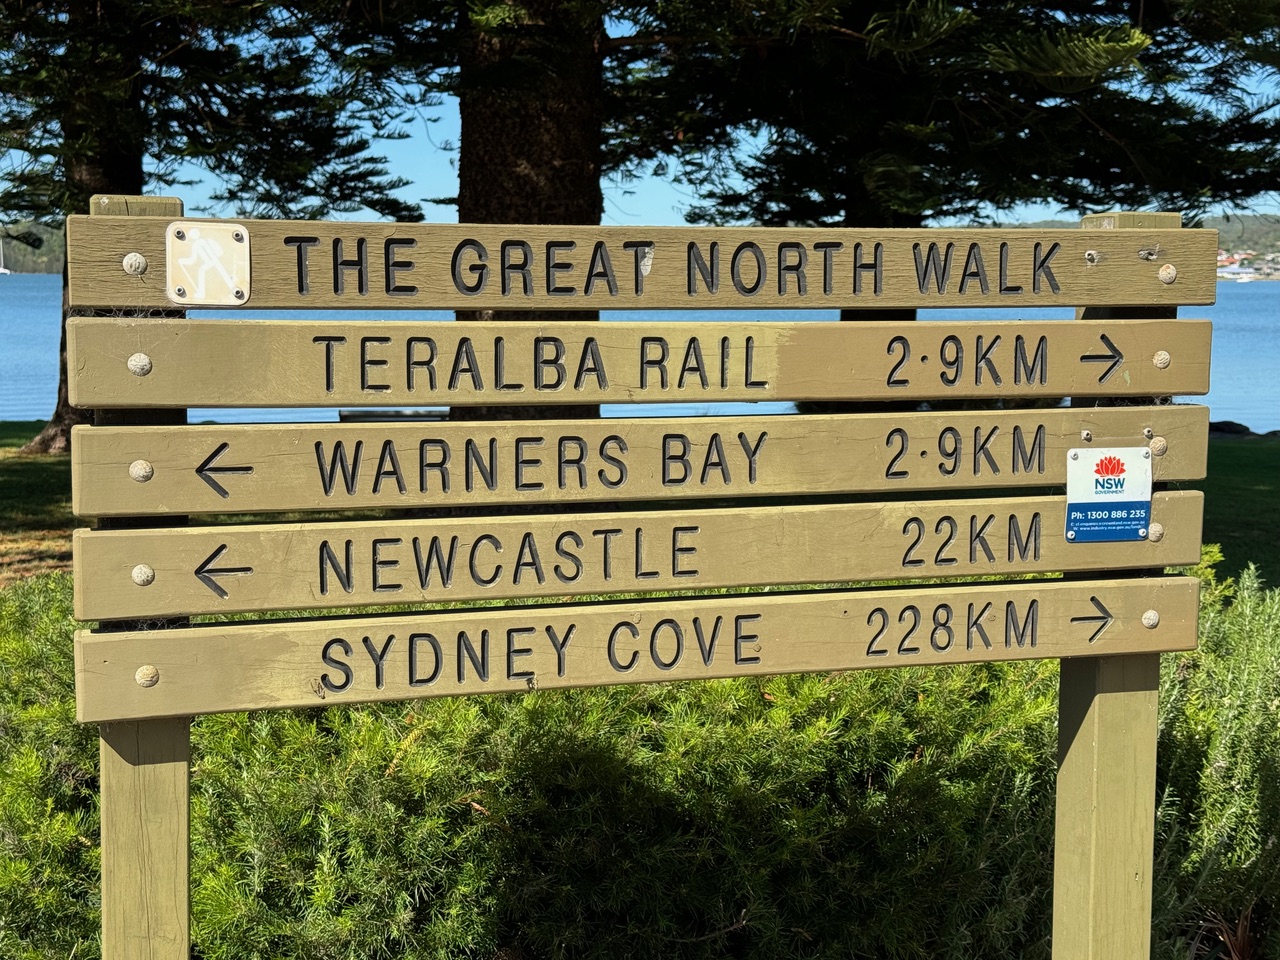 THE GREAT NORTH WALK
TERALBA RAIL 2·9KM →
← WARNERS BAY 2·9KM
← NEWCASTLE 22KM
SYDNEY COVE 228KM →
NSW
GOVERNMENT
Ph: 1300 886 235